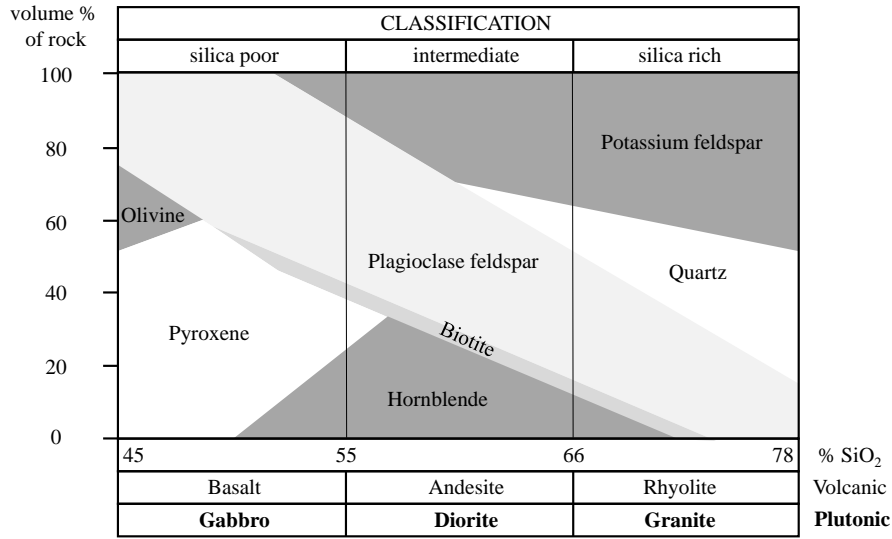 volume %
of rock
CLASSIFICATION
silica poor intermediate silica rich
100
80
60
40
20
0
Potassium feldspar
Olivine
Plagioclase feldspar
Quartz
Pyroxene
Biotite
Hornblende
45 55 66 78 % SiO₂
Basalt Andesite Rhyolite Volcanic
Gabbro Diorite Granite Plutonic